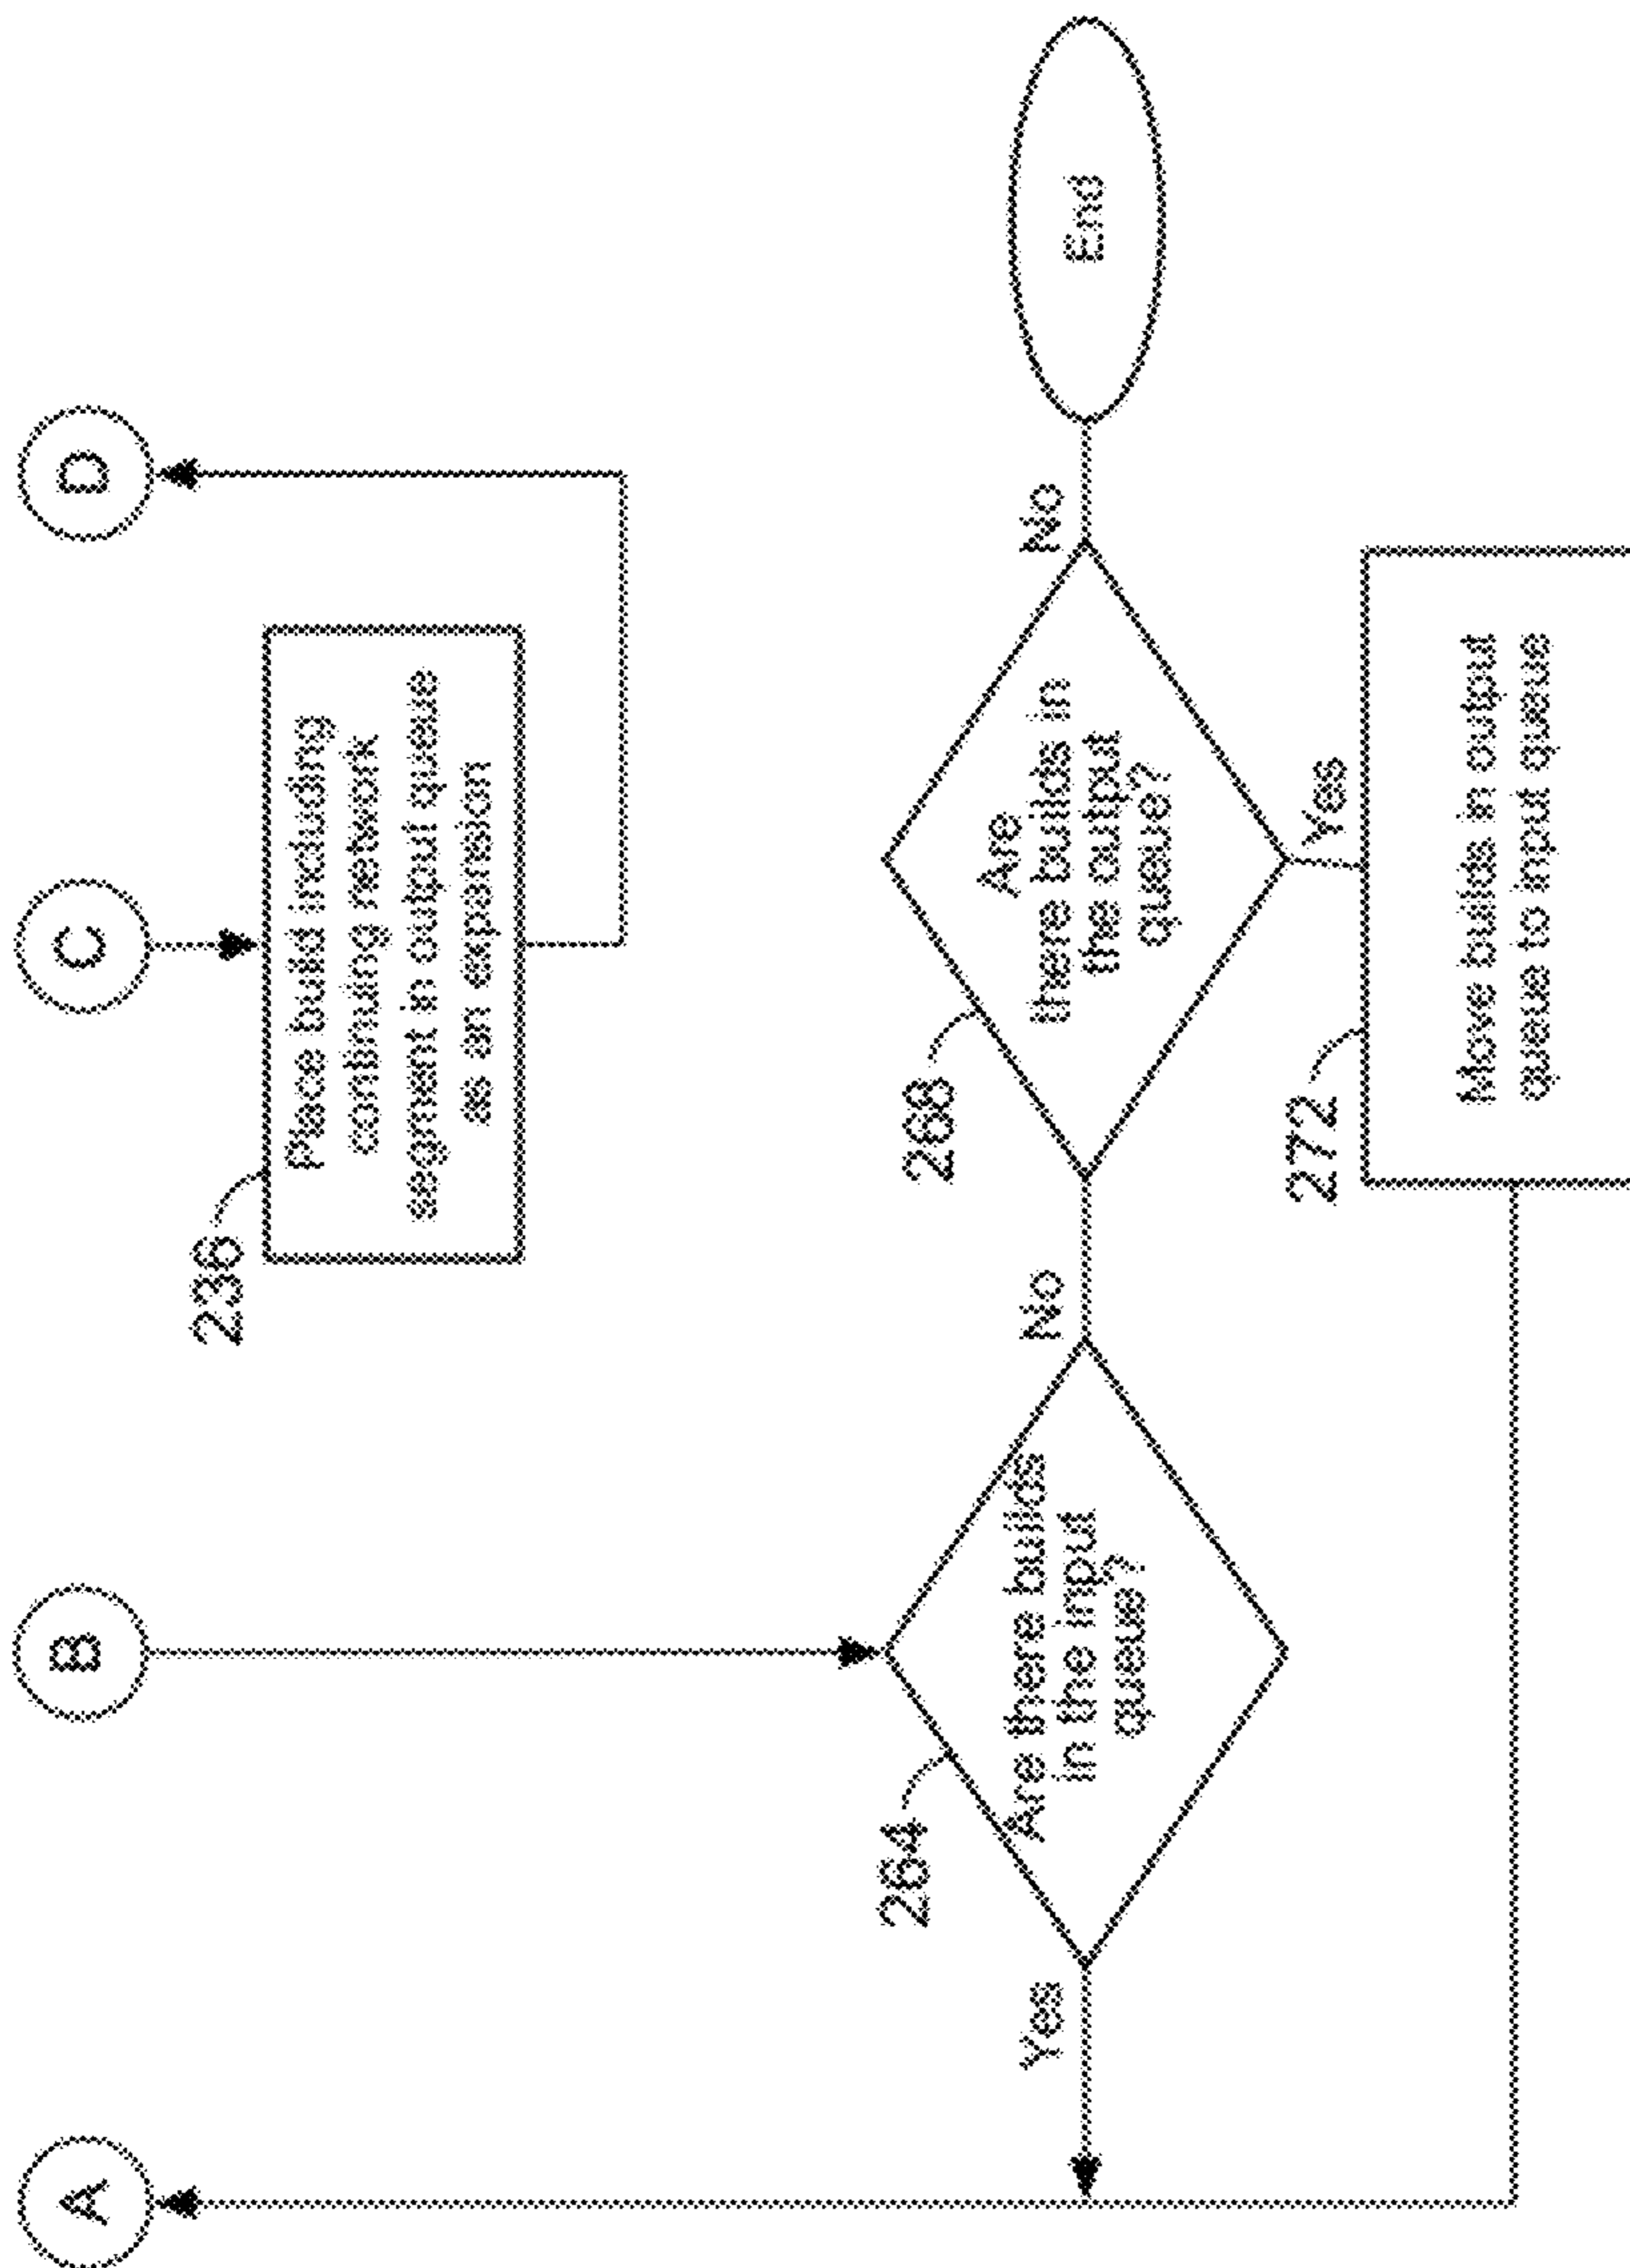 A
B
C
D
236
Place build including
continuing network
segment in output queue
as an expansion
264
Are there builds
in the input
queue?
Yes
No
268
Are
there builds in
the output
queue?
No
End
Yes
272
Move builds in output
queue to input queue